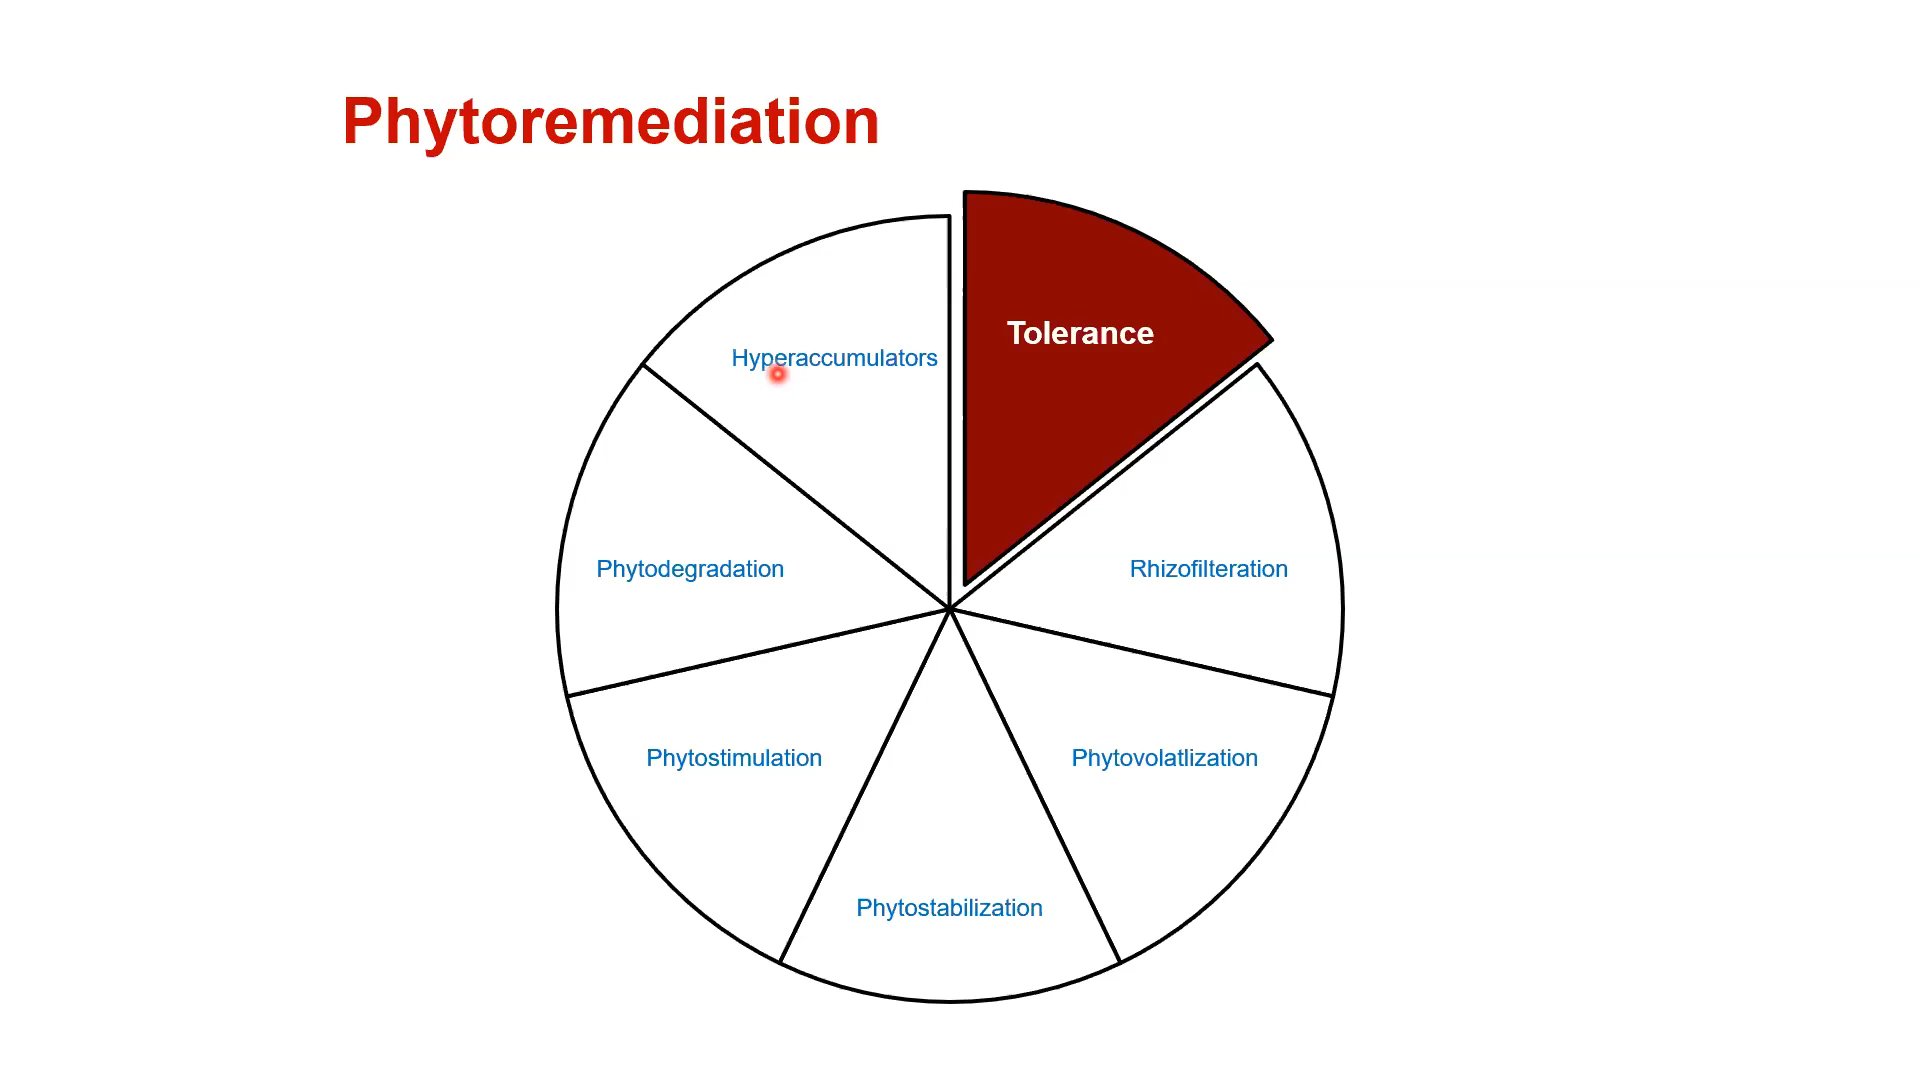 Phytoremediation
Tolerance
Hyperaccumulators
Phytodegradation
Rhizofilteration
Phytostimulation
Phytovolatlization
Phytostabilization